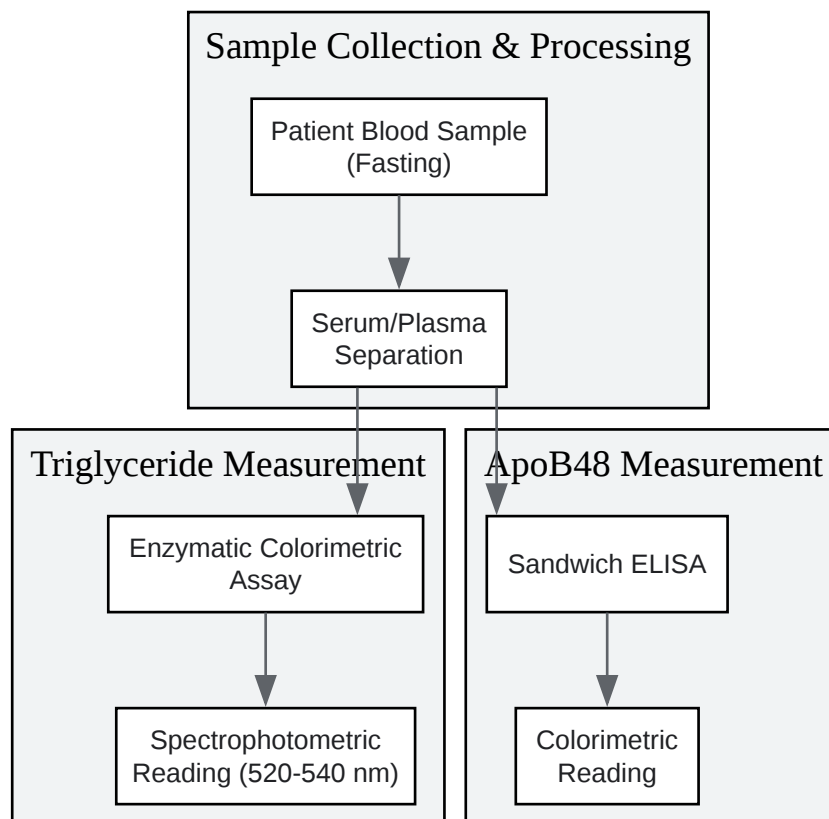 Sample Collection & Processing
Patient Blood Sample
(Fasting)
Serum/Plasma
Separation
Triglyceride Measurement
Enzymatic Colorimetric
Assay
Spectrophotometric
Reading (520-540 nm)
ApoB48 Measurement
Sandwich ELISA
Colorimetric
Reading